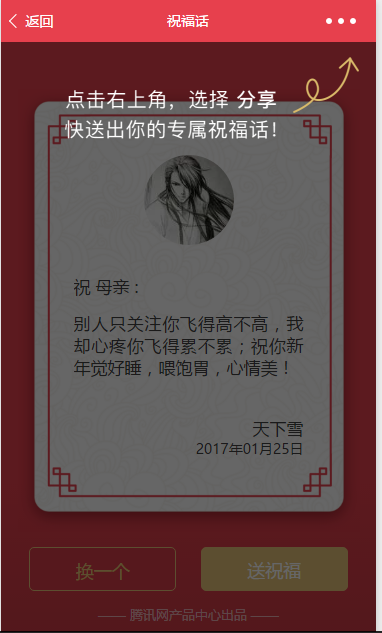 返回
祝福话
点击右上角，选择 分享
快送出你的专属祝福话！
祝 母亲：
别人只关注你飞得高不高，我
却心疼你飞得累不累；祝你新
年觉好睡，喂饱胃，心情美！
天下雪
2017年01月25日
换一个
送祝福
腾讯网产品中心出品